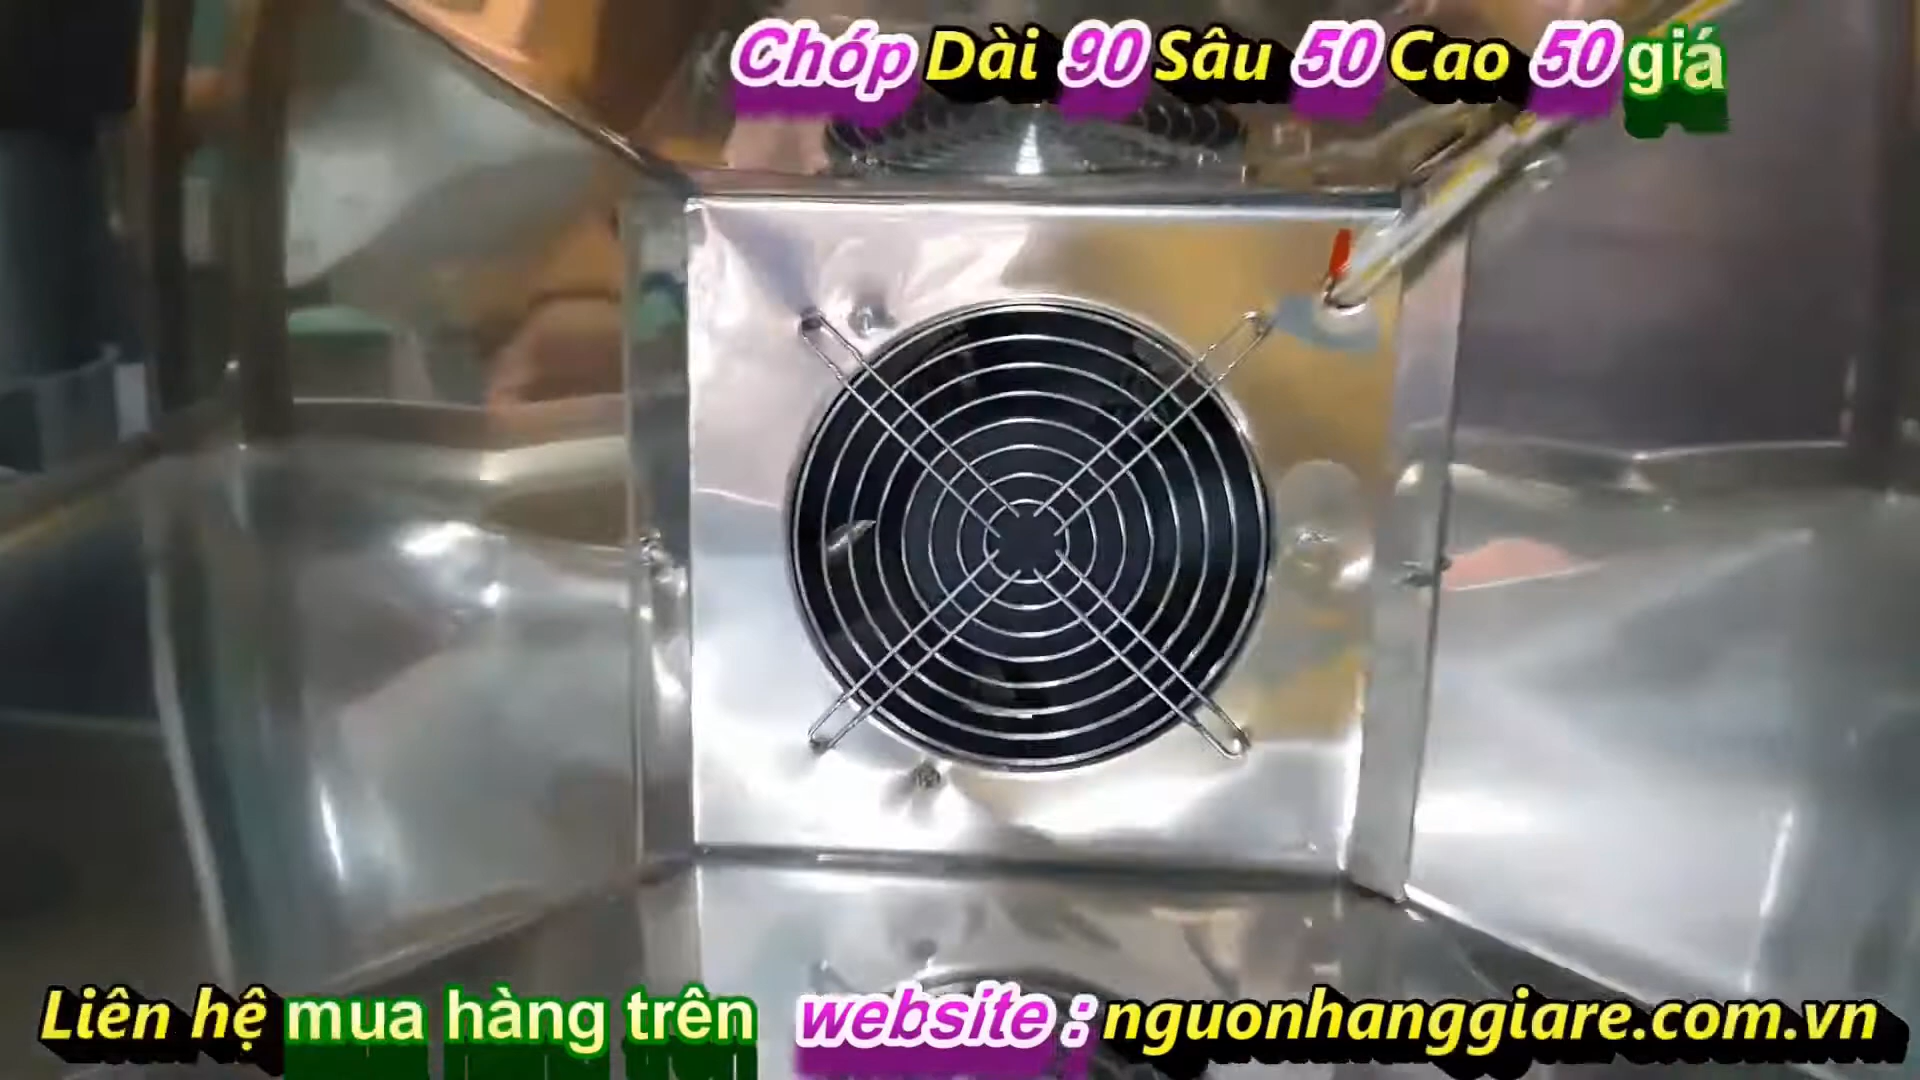 Chóp Dài 90 Sâu 50 Cao 50 giá
Liên hệ mua hàng trên website : nguonhanggiare.com.vn